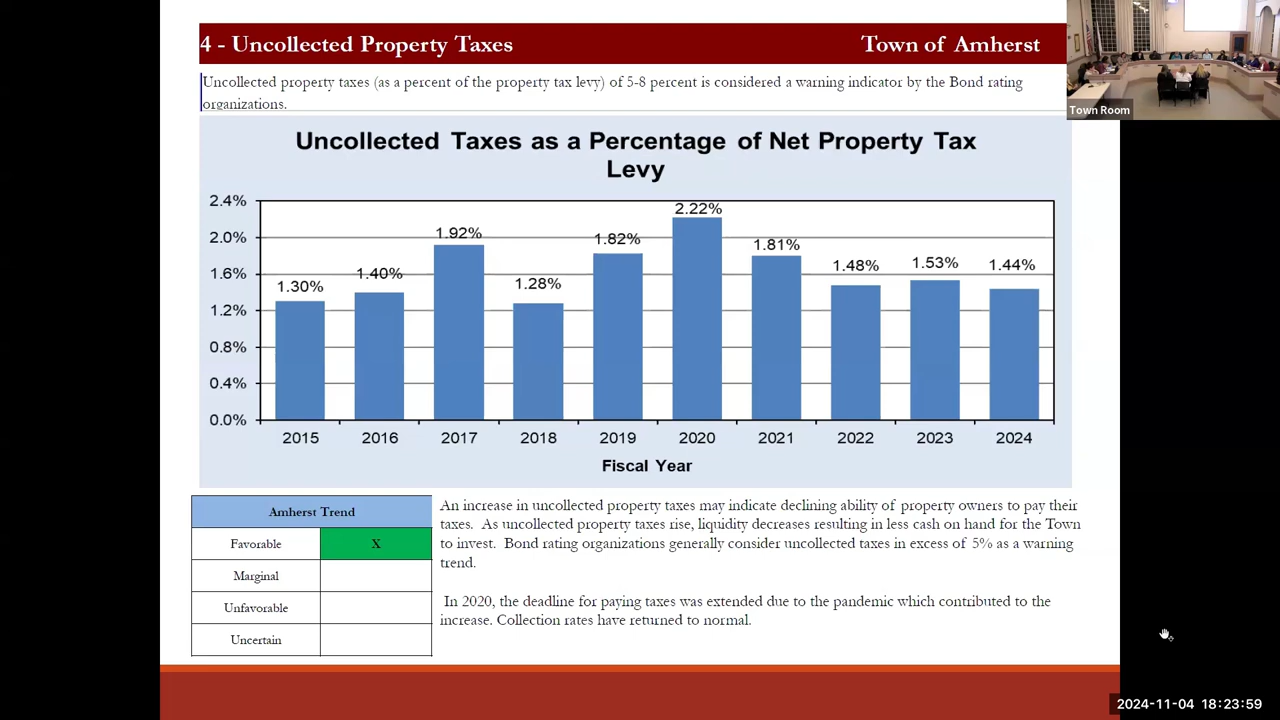 4 - Uncollected Property Taxes
Town of Amherst
Uncollected property taxes (as a percent of the property tax levy) of 5-8 percent is considered a warning indicator by the Bond rating
organizations.
Town Room
Uncollected Taxes as a Percentage of Net Property Tax
Levy
2.4%
2.0%
1.6%
1.2%
0.8%
0.4%
0.0%
1.30%
1.40%
1.92%
1.28%
1.82%
2.22%
1.81%
1.48%
1.53%
1.44%
2015 2016 2017 2018 2019 2020 2021 2022 2023 2024
Fiscal Year
Amherst Trend
Favorable X
Marginal
Unfavorable
Uncertain
An increase in uncollected property taxes may indicate declining ability of property owners to pay their
taxes. As uncollected property taxes rise, liquidity decreases resulting in less cash on hand for the Town
to invest. Bond rating organizations generally consider uncollected taxes in excess of 5% as a warning
trend.
In 2020, the deadline for paying taxes was extended due to the pandemic which contributed to the
increase. Collection rates have returned to normal.
2024-11-04 18:23:59